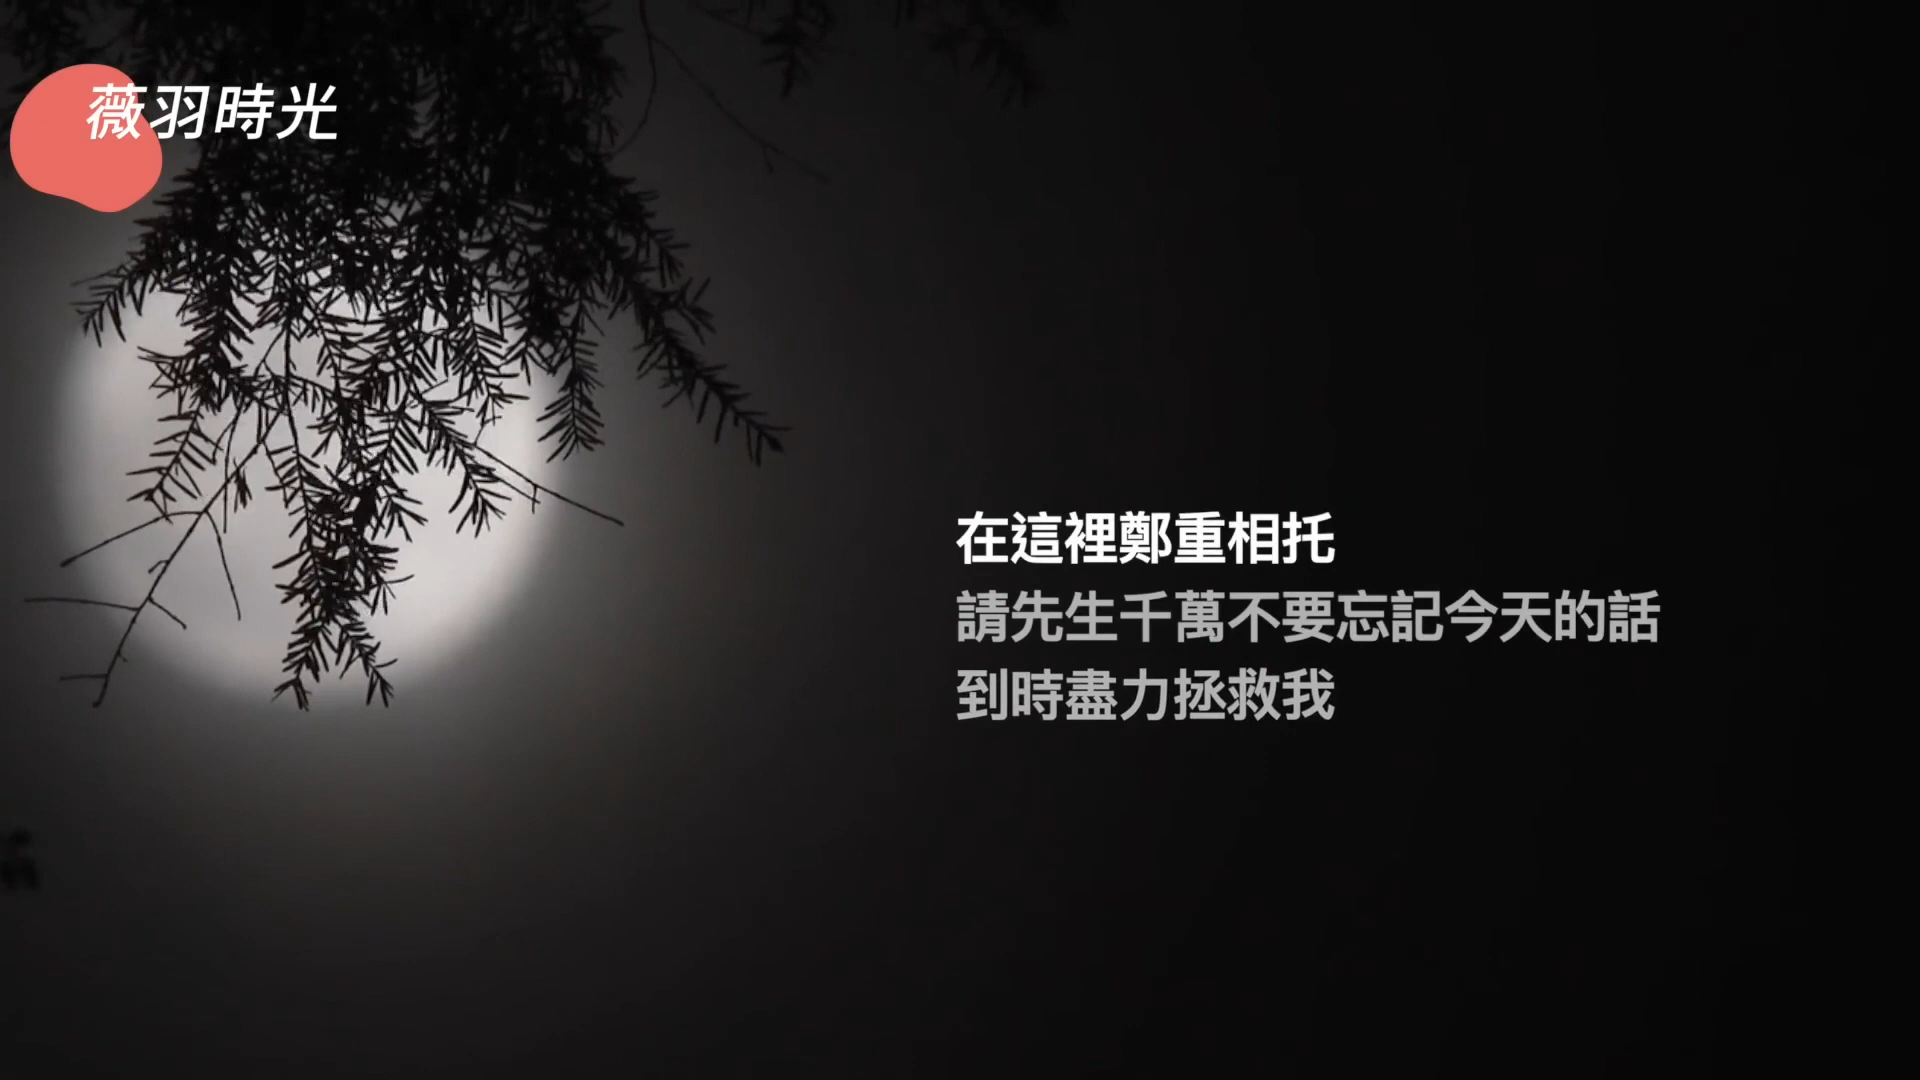 薇羽時光
在這裡鄭重相托
請先生千萬不要忘記今天的話
到時盡力拯救我